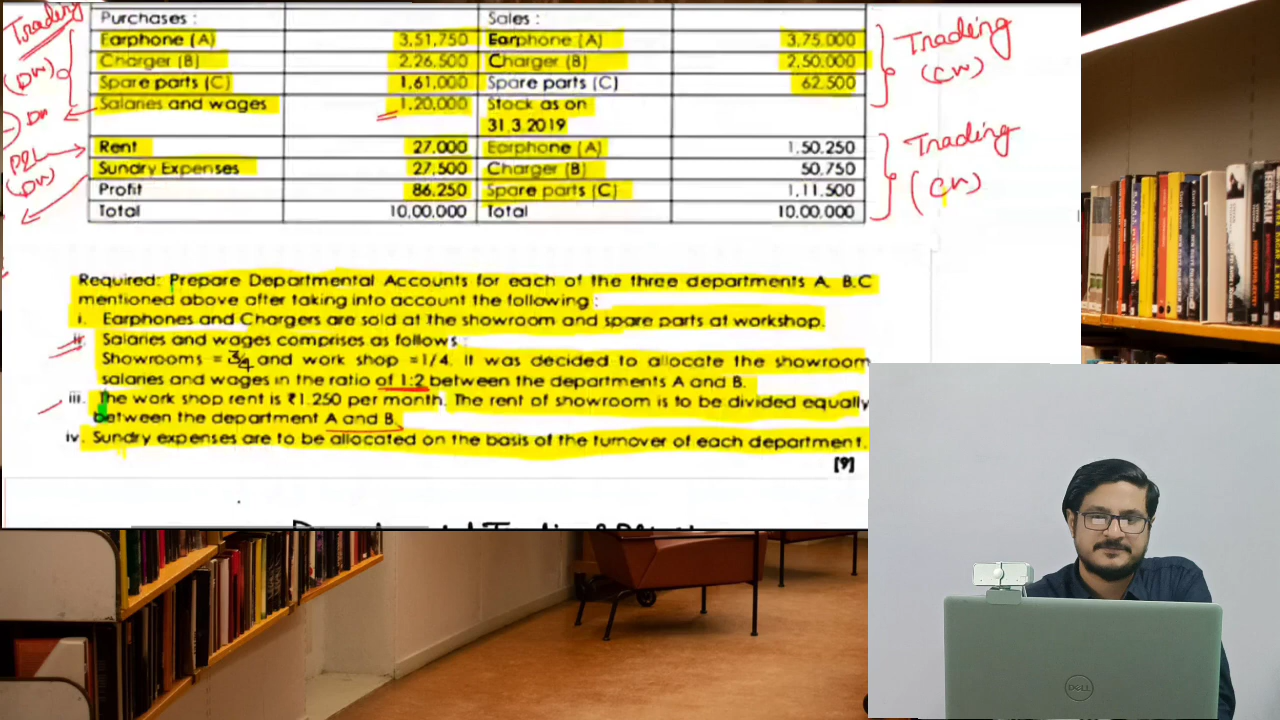 Trading
(Dr)
Purchases : Sales :
Earphone (A) 3,51,750 Earphone (A) 3,75,000
Charger (B) 2,26,500 Charger (B) 2,50,000
Spare parts (C) 1,61,000 Spare parts (C) 62,500
Trading
(Cr)
Salaries and wages 1,20,000 Stock as on
31.3.2019
Dr
P&L
(Dr)
Rent 27,000 Earphone (A) 1,50,250
Sundry Expenses 27,500 Charger (B) 50,750
Profit 86,250 Spare parts (C) 1,11,500
Total 10,00,000 Total 10,00,000
Trading
(Cr)
Required: Prepare Departmental Accounts for each of the three departments A, B,C
mentioned above after taking into account the following :
i. Earphones and Chargers are sold at the showroom and spare parts at workshop.
ii. Salaries and wages comprises as follows :
Showrooms = 3/4 and work shop =1/4. It was decided to allocate the showroom
salaries and wages in the ratio of 1:2 between the departments A and B.
iii. The work shop rent is ₹1,250 per month. The rent of showroom is to be divided equally
between the department A and B.
iv. Sundry expenses are to be allocated on the basis of the turnover of each department.
[9]
DELL